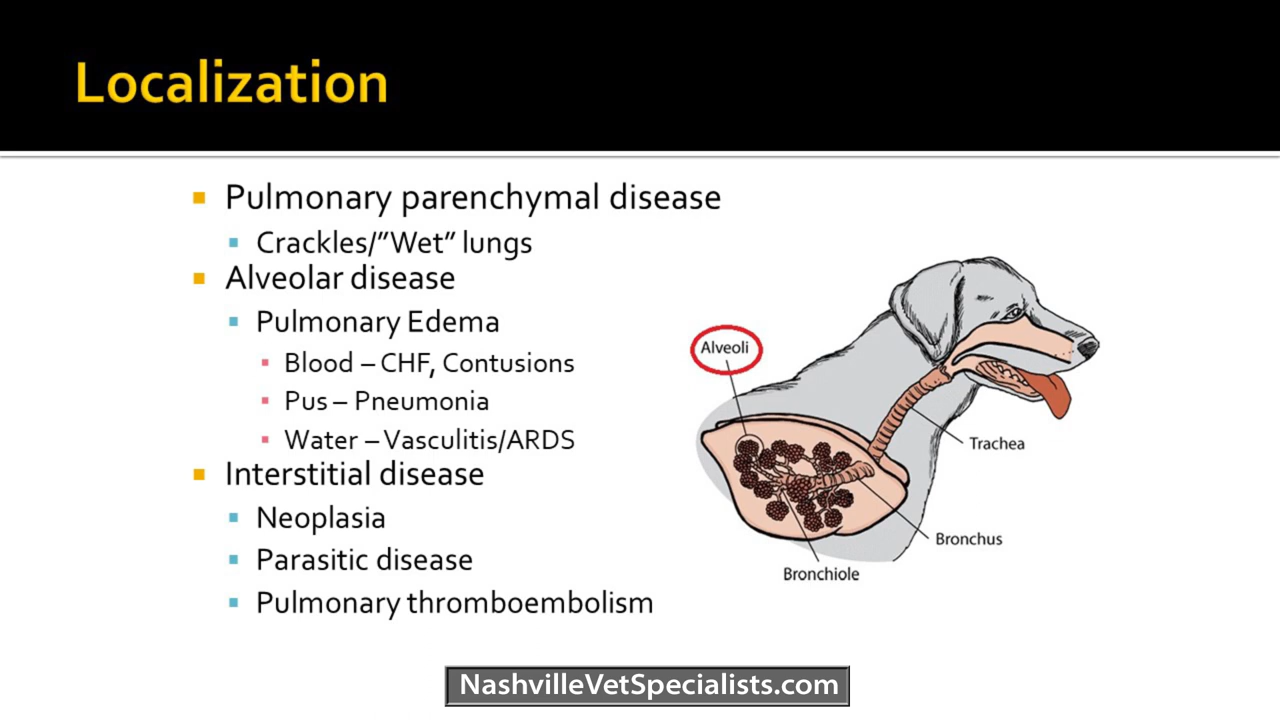 Localization
Pulmonary parenchymal disease
Crackles/”Wet” lungs
Alveolar disease
Pulmonary Edema
Blood – CHF, Contusions
Pus – Pneumonia
Water – Vasculitis/ARDS
Interstitial disease
Neoplasia
Parasitic disease
Pulmonary thromboembolism
Alveoli
Trachea
Bronchus
Bronchiole
NashvilleVetSpecialists.com